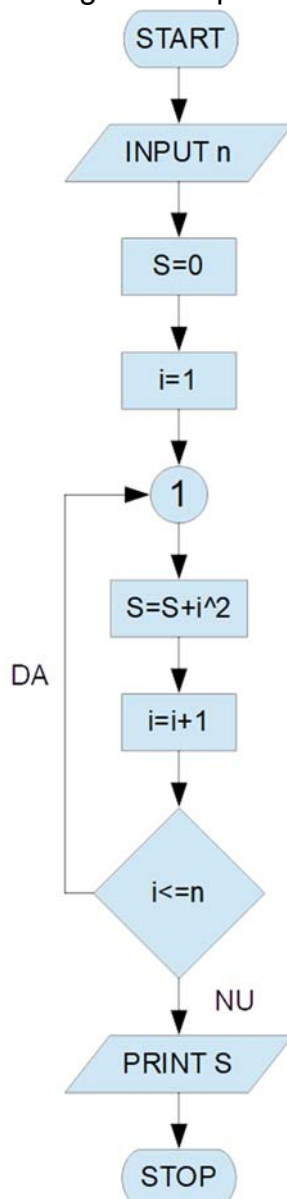 START
INPUT n
S=0
i=1
1
S=S+i^2
DA
i=i+1
i<=n
NU
PRINT S
STOP